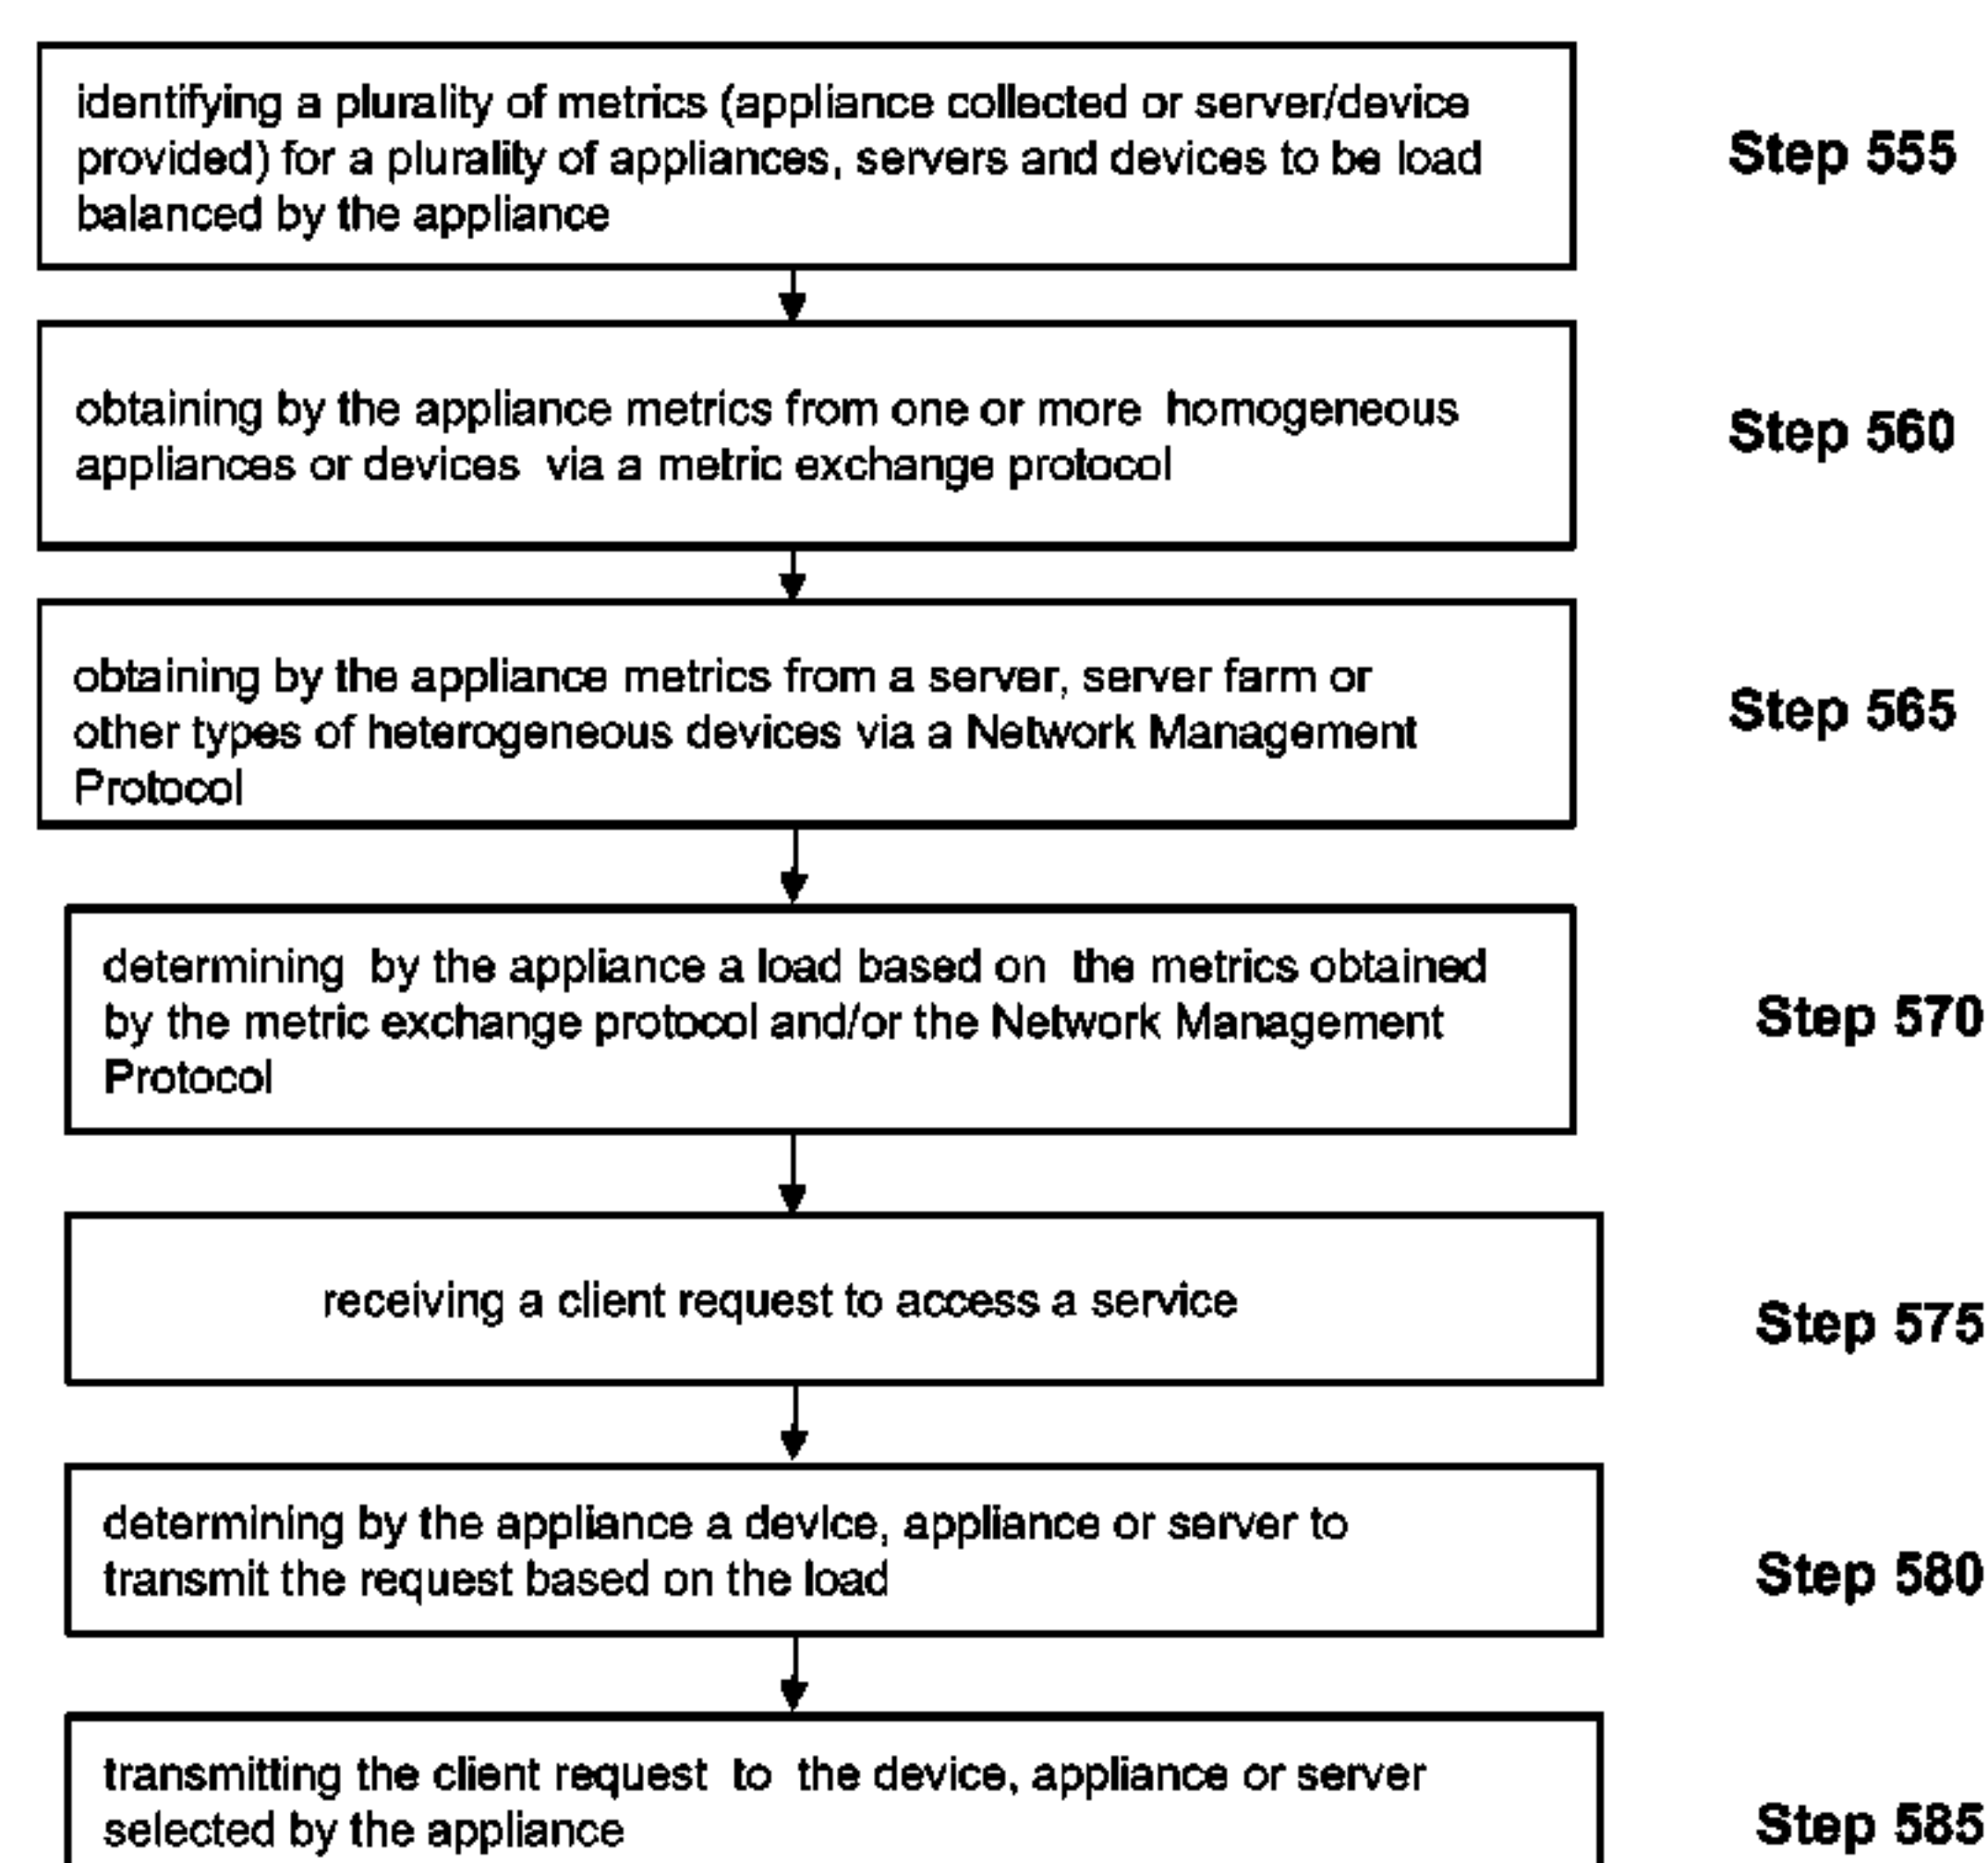 identifying a plurality of metrics (appliance collected or server/device
provided) for a plurality of appliances, servers and devices to be load
balanced by the appliance
Step 555
obtaining by the appliance metrics from one or more homogeneous
appliances or devices via a metric exchange protocol
Step 560
obtaining by the appliance metrics from a server, server farm or
other types of heterogeneous devices via a Network Management
Protocol
Step 565
determining by the appliance a load based on the metrics obtained
by the metric exchange protocol and/or the Network Management
Protocol
Step 570
receiving a client request to access a service
Step 575
determining by the appliance a device, appliance or server to
transmit the request based on the load
Step 580
transmitting the client request to the device, appliance or server
selected by the appliance
Step 585